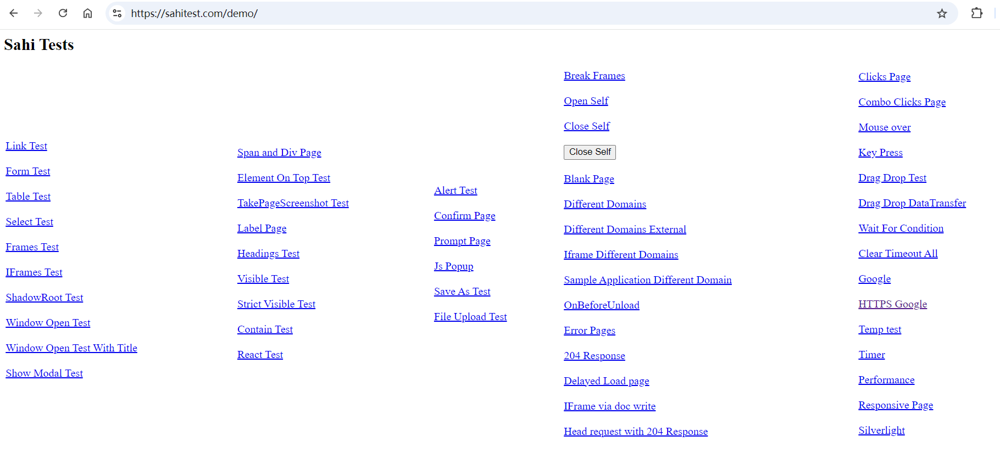 https://sahitest.com/demo/
Sahi Tests
Link Test
Form Test
Table Test
Select Test
Frames Test
IFrames Test
ShadowRoot Test
Window Open Test
Window Open Test With Title
Show Modal Test
Span and Div Page
Element On Top Test
TakePageScreenshot Test
Label Page
Headings Test
Visible Test
Strict Visible Test
Contain Test
React Test
Alert Test
Confirm Page
Prompt Page
Js Popup
Save As Test
File Upload Test
Break Frames
Open Self
Close Self
Close Self
Blank Page
Different Domains
Different Domains External
Iframe Different Domains
Sample Application Different Domain
OnBeforeUnload
Error Pages
204 Response
Delayed Load page
IFrame via doc write
Head request with 204 Response
Clicks Page
Combo Clicks Page
Mouse over
Key Press
Drag Drop Test
Drag Drop DataTransfer
Wait For Condition
Clear Timeout All
Google
HTTPS Google
Temp test
Timer
Performance
Responsive Page
Silverlight